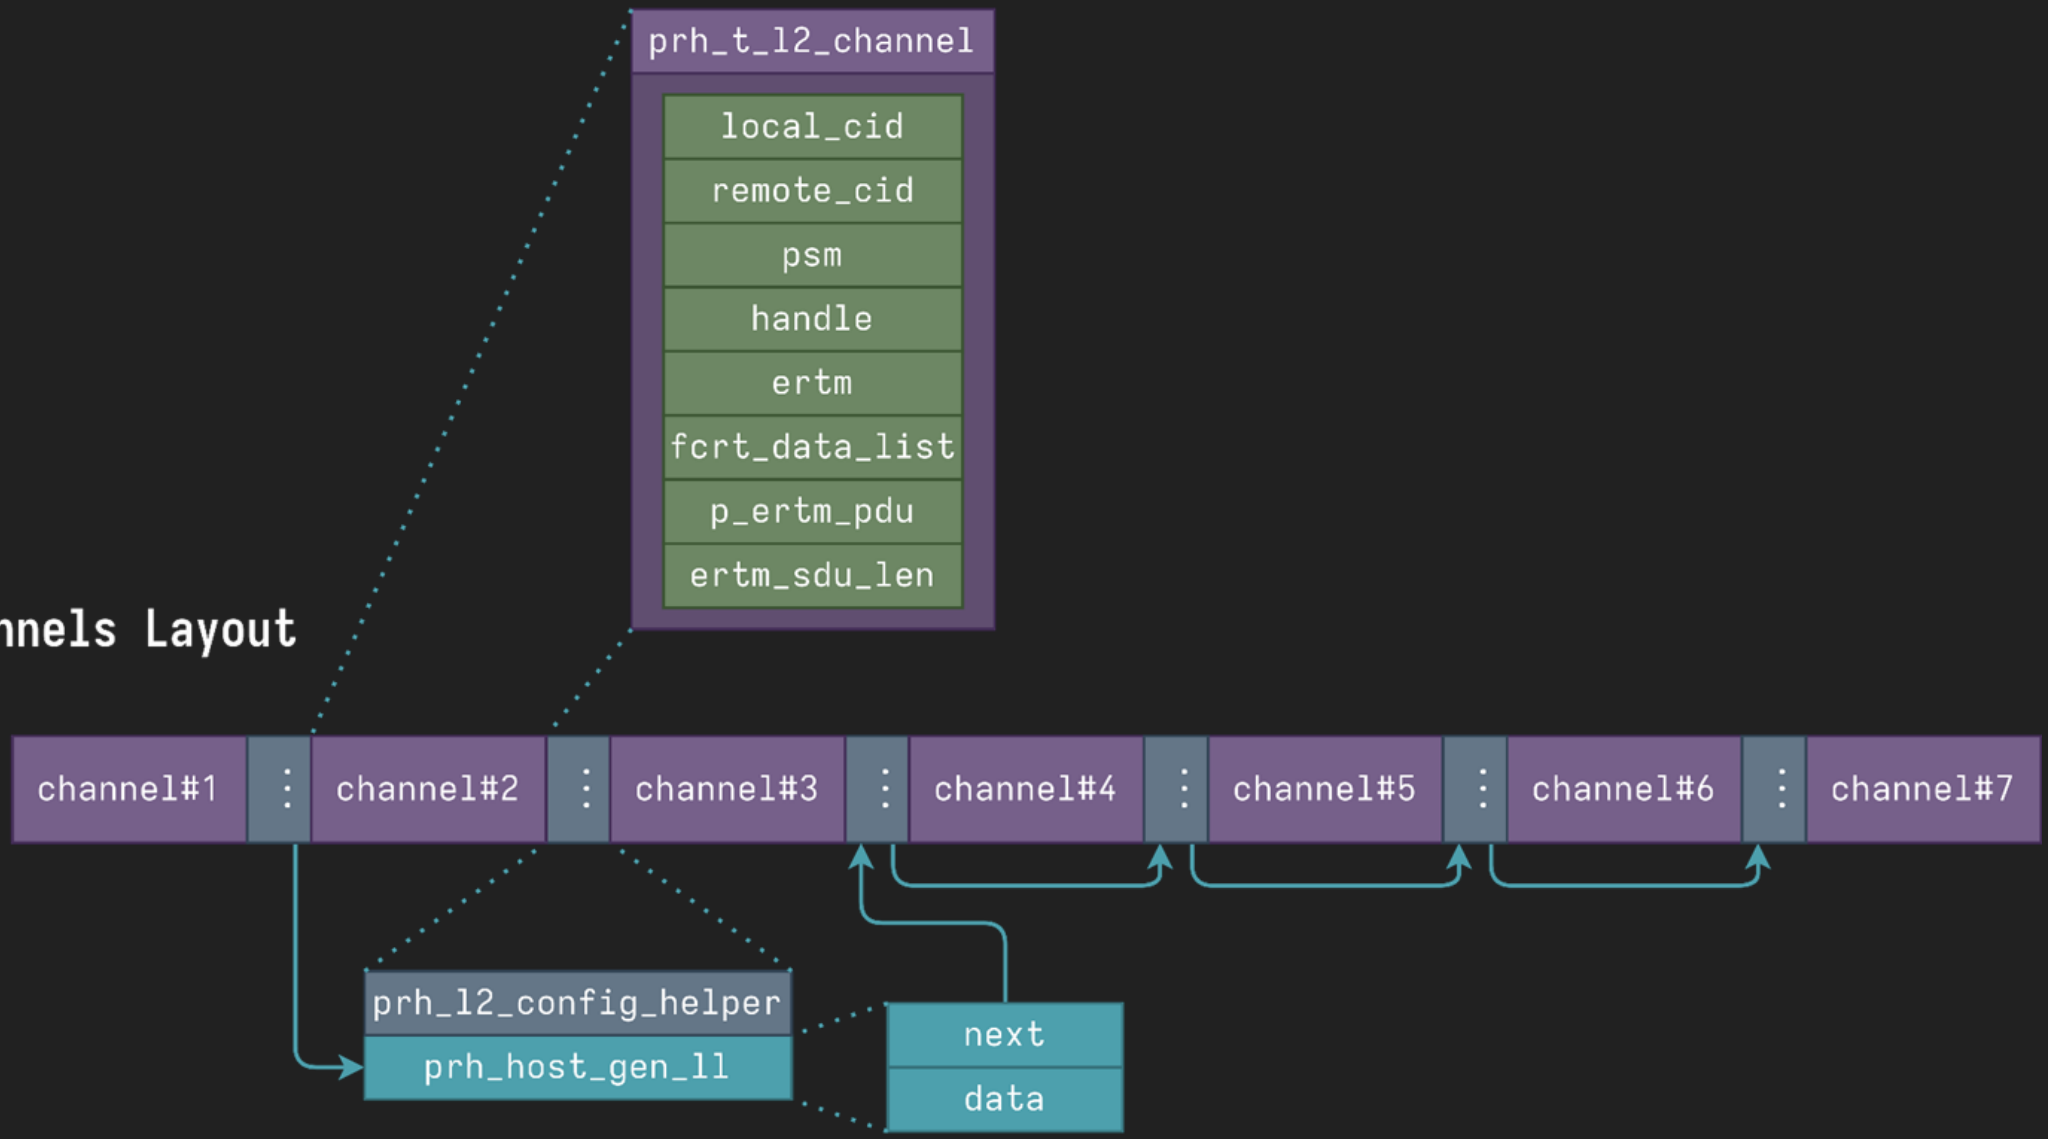 prh_t_l2_channel
local_cid
remote_cid
psm
handle
ertm
fcrt_data_list
p_ertm_pdu
ertm_sdu_len
Layout
channel#1 ⋮ channel#2 ⋮ channel#3 ⋮ channel#4 ⋮ channel#5 ⋮ channel#6 ⋮ channel#7
prh_l2_config_helper
prh_host_gen_ll
next
data